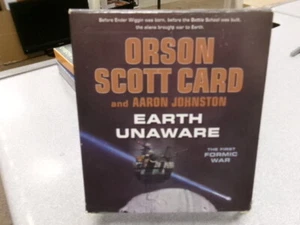 Before Ender Wiggin was born, before the Battle School was built,
the aliens brought war to Earth.
ORSON
SCOTT CARD
and AARON JOHNSTON
EARTH
UNAWARE
THE FIRST
FORMIC
WAR